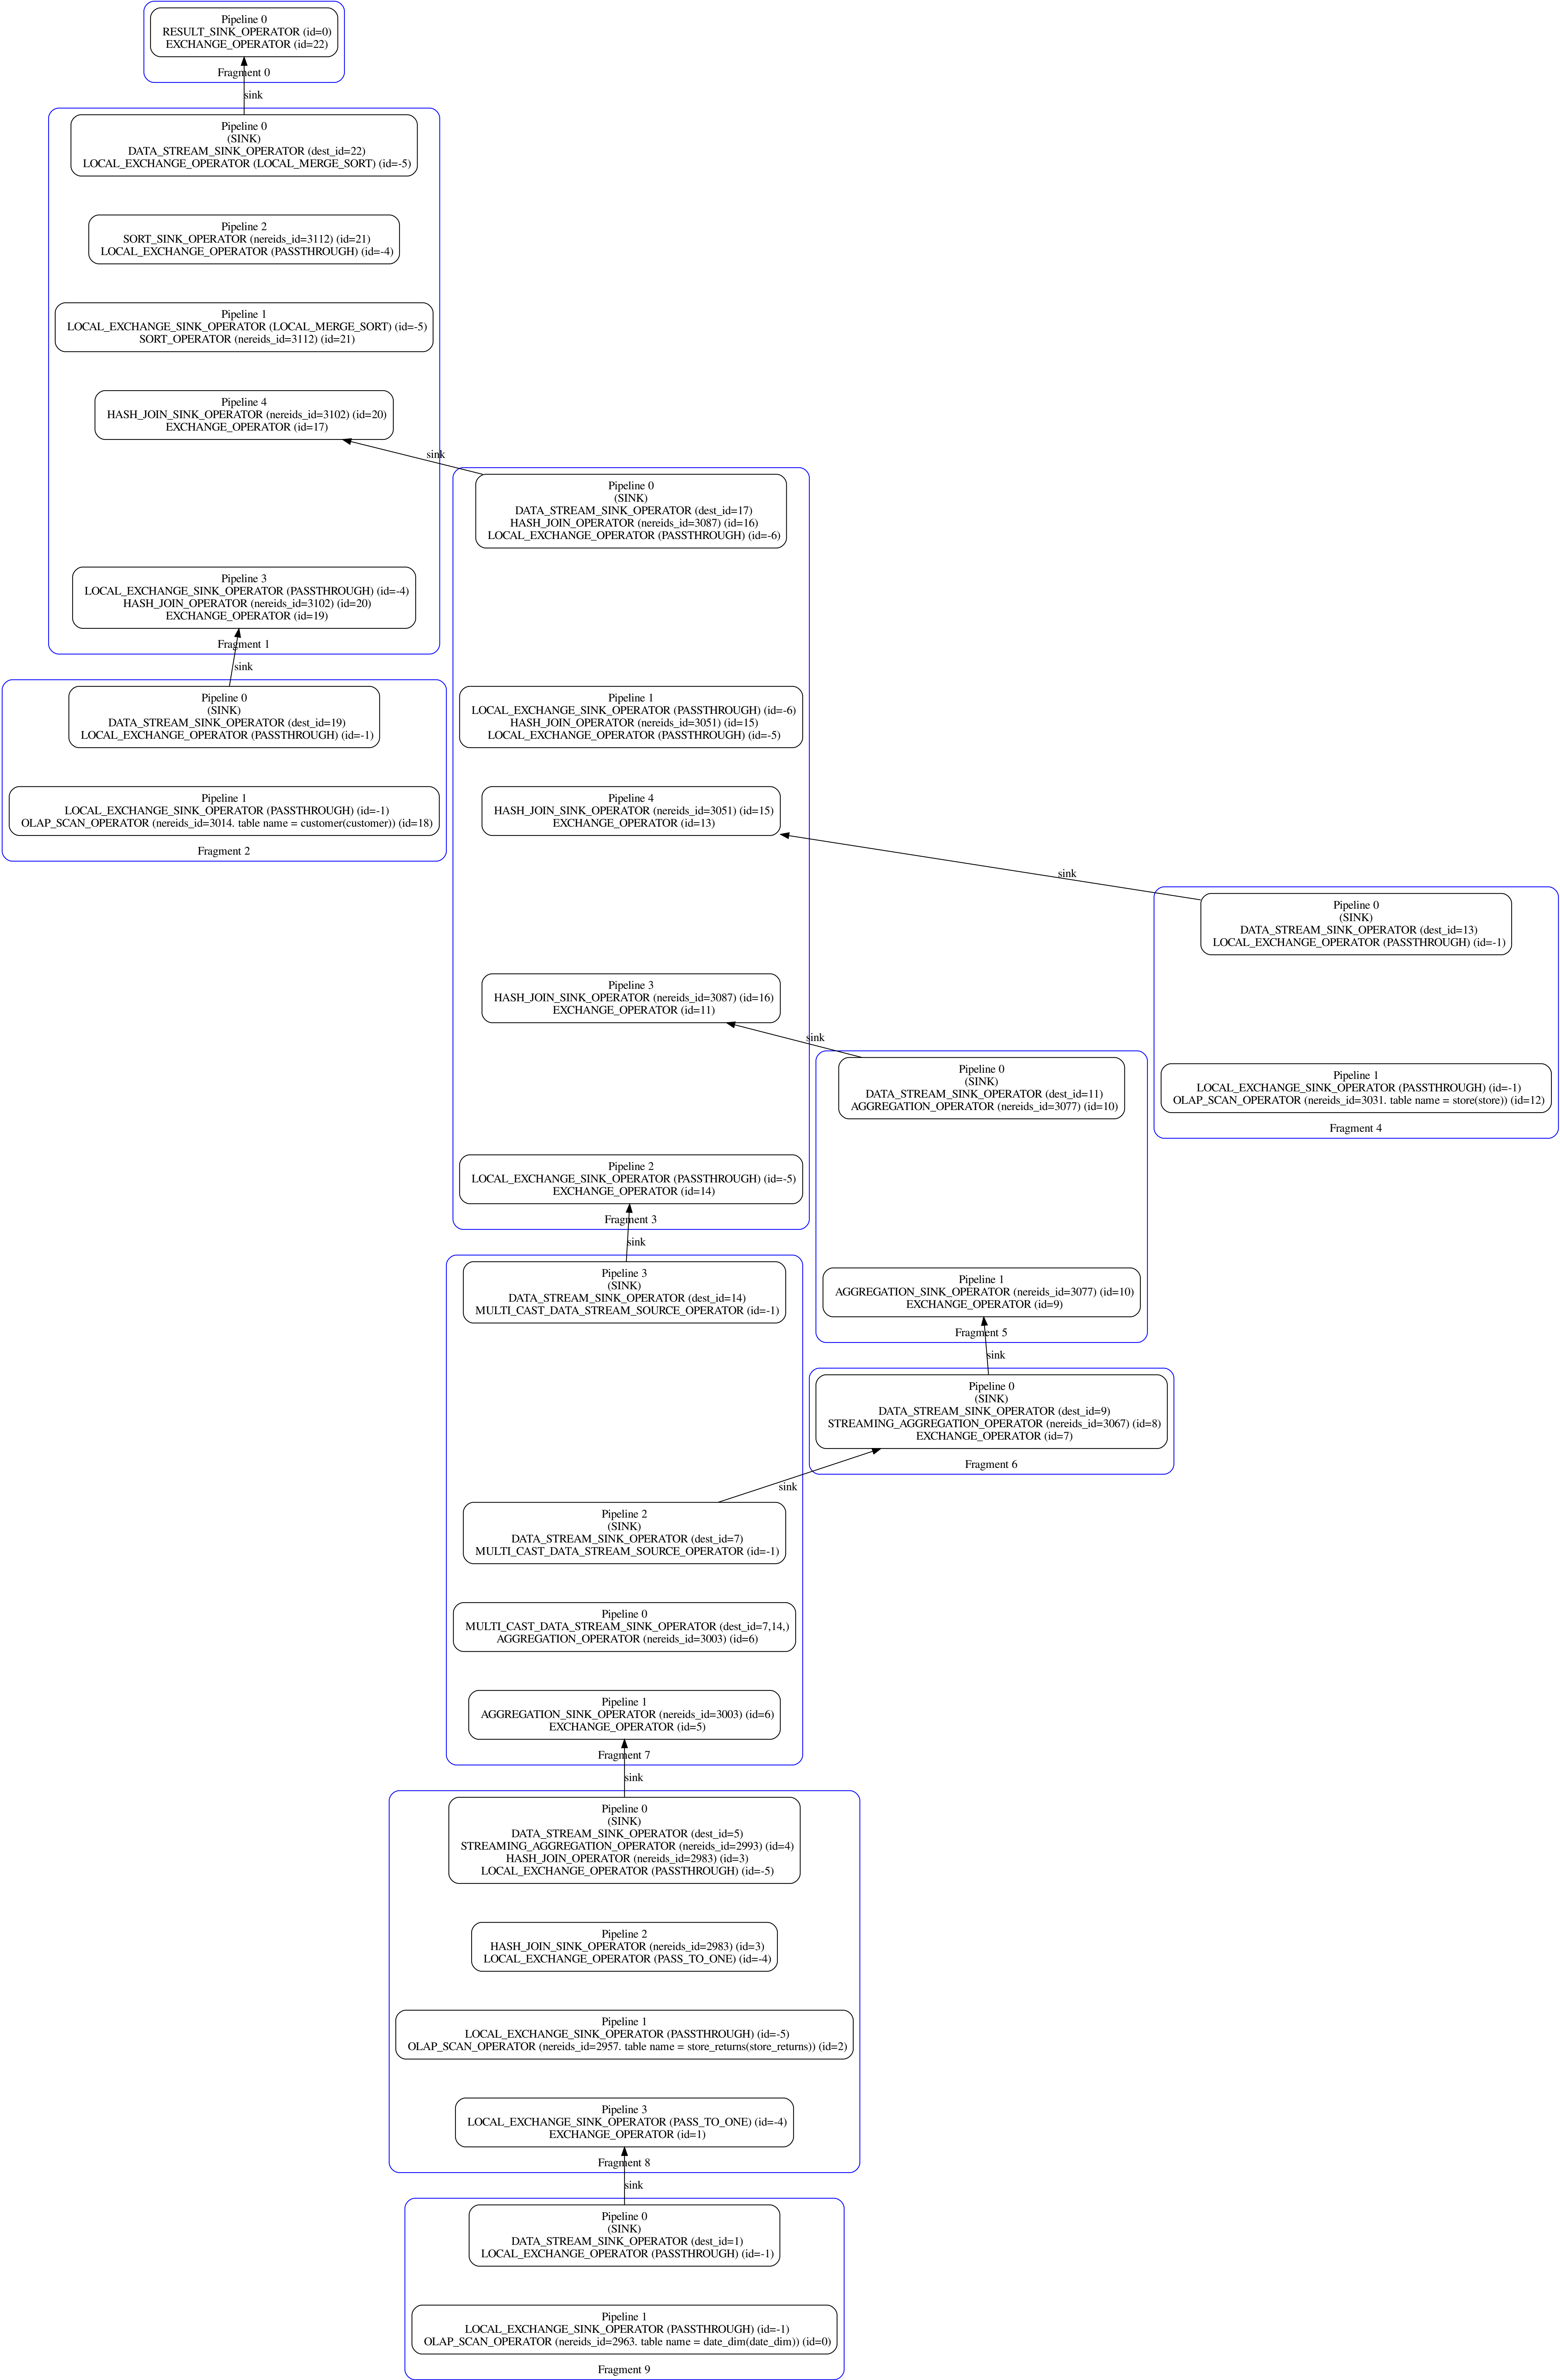 Pipeline 0
RESULT_SINK_OPERATOR (id=0)
EXCHANGE_OPERATOR (id=22)
Fragment 0
sink
Pipeline 0
(SINK)
DATA_STREAM_SINK_OPERATOR (dest_id=22)
LOCAL_EXCHANGE_OPERATOR (LOCAL_MERGE_SORT) (id=-5)
Pipeline 2
SORT_SINK_OPERATOR (nereids_id=3112) (id=21)
LOCAL_EXCHANGE_OPERATOR (PASSTHROUGH) (id=-4)
Pipeline 1
LOCAL_EXCHANGE_SINK_OPERATOR (LOCAL_MERGE_SORT) (id=-5)
SORT_OPERATOR (nereids_id=3112) (id=21)
Pipeline 4
HASH_JOIN_SINK_OPERATOR (nereids_id=3102) (id=20)
EXCHANGE_OPERATOR (id=17)
sink
Pipeline 3
LOCAL_EXCHANGE_SINK_OPERATOR (PASSTHROUGH) (id=-4)
HASH_JOIN_OPERATOR (nereids_id=3102) (id=20)
EXCHANGE_OPERATOR (id=19)
Fragment 1
sink
Pipeline 0
(SINK)
DATA_STREAM_SINK_OPERATOR (dest_id=19)
LOCAL_EXCHANGE_OPERATOR (PASSTHROUGH) (id=-1)
Pipeline 1
LOCAL_EXCHANGE_SINK_OPERATOR (PASSTHROUGH) (id=-1)
OLAP_SCAN_OPERATOR (nereids_id=3014. table name = customer(customer)) (id=18)
Fragment 2
Pipeline 0
(SINK)
DATA_STREAM_SINK_OPERATOR (dest_id=17)
HASH_JOIN_OPERATOR (nereids_id=3087) (id=16)
LOCAL_EXCHANGE_OPERATOR (PASSTHROUGH) (id=-6)
Pipeline 1
LOCAL_EXCHANGE_SINK_OPERATOR (PASSTHROUGH) (id=-6)
HASH_JOIN_OPERATOR (nereids_id=3051) (id=15)
LOCAL_EXCHANGE_OPERATOR (PASSTHROUGH) (id=-5)
Pipeline 4
HASH_JOIN_SINK_OPERATOR (nereids_id=3051) (id=15)
EXCHANGE_OPERATOR (id=13)
sink
Pipeline 3
HASH_JOIN_SINK_OPERATOR (nereids_id=3087) (id=16)
EXCHANGE_OPERATOR (id=11)
sink
Pipeline 2
LOCAL_EXCHANGE_SINK_OPERATOR (PASSTHROUGH) (id=-5)
EXCHANGE_OPERATOR (id=14)
Fragment 3
sink
Pipeline 0
(SINK)
DATA_STREAM_SINK_OPERATOR (dest_id=13)
LOCAL_EXCHANGE_OPERATOR (PASSTHROUGH) (id=-1)
Pipeline 1
LOCAL_EXCHANGE_SINK_OPERATOR (PASSTHROUGH) (id=-1)
OLAP_SCAN_OPERATOR (nereids_id=3031. table name = store(store)) (id=12)
Fragment 4
Pipeline 0
(SINK)
DATA_STREAM_SINK_OPERATOR (dest_id=11)
AGGREGATION_OPERATOR (nereids_id=3077) (id=10)
Pipeline 1
AGGREGATION_SINK_OPERATOR (nereids_id=3077) (id=10)
EXCHANGE_OPERATOR (id=9)
Fragment 5
sink
Pipeline 0
(SINK)
DATA_STREAM_SINK_OPERATOR (dest_id=9)
STREAMING_AGGREGATION_OPERATOR (nereids_id=3067) (id=8)
EXCHANGE_OPERATOR (id=7)
Fragment 6
sink
Pipeline 3
(SINK)
DATA_STREAM_SINK_OPERATOR (dest_id=14)
MULTI_CAST_DATA_STREAM_SOURCE_OPERATOR (id=-1)
Pipeline 2
(SINK)
DATA_STREAM_SINK_OPERATOR (dest_id=7)
MULTI_CAST_DATA_STREAM_SOURCE_OPERATOR (id=-1)
Pipeline 0
MULTI_CAST_DATA_STREAM_SINK_OPERATOR (dest_id=7,14,)
AGGREGATION_OPERATOR (nereids_id=3003) (id=6)
Pipeline 1
AGGREGATION_SINK_OPERATOR (nereids_id=3003) (id=6)
EXCHANGE_OPERATOR (id=5)
Fragment 7
sink
Pipeline 0
(SINK)
DATA_STREAM_SINK_OPERATOR (dest_id=5)
STREAMING_AGGREGATION_OPERATOR (nereids_id=2993) (id=4)
HASH_JOIN_OPERATOR (nereids_id=2983) (id=3)
LOCAL_EXCHANGE_OPERATOR (PASSTHROUGH) (id=-5)
Pipeline 2
HASH_JOIN_SINK_OPERATOR (nereids_id=2983) (id=3)
LOCAL_EXCHANGE_OPERATOR (PASS_TO_ONE) (id=-4)
Pipeline 1
LOCAL_EXCHANGE_SINK_OPERATOR (PASSTHROUGH) (id=-5)
OLAP_SCAN_OPERATOR (nereids_id=2957. table name = store_returns(store_returns)) (id=2)
Pipeline 3
LOCAL_EXCHANGE_SINK_OPERATOR (PASS_TO_ONE) (id=-4)
EXCHANGE_OPERATOR (id=1)
Fragment 8
sink
Pipeline 0
(SINK)
DATA_STREAM_SINK_OPERATOR (dest_id=1)
LOCAL_EXCHANGE_OPERATOR (PASSTHROUGH) (id=-1)
Pipeline 1
LOCAL_EXCHANGE_SINK_OPERATOR (PASSTHROUGH) (id=-1)
OLAP_SCAN_OPERATOR (nereids_id=2963. table name = date_dim(date_dim)) (id=0)
Fragment 9